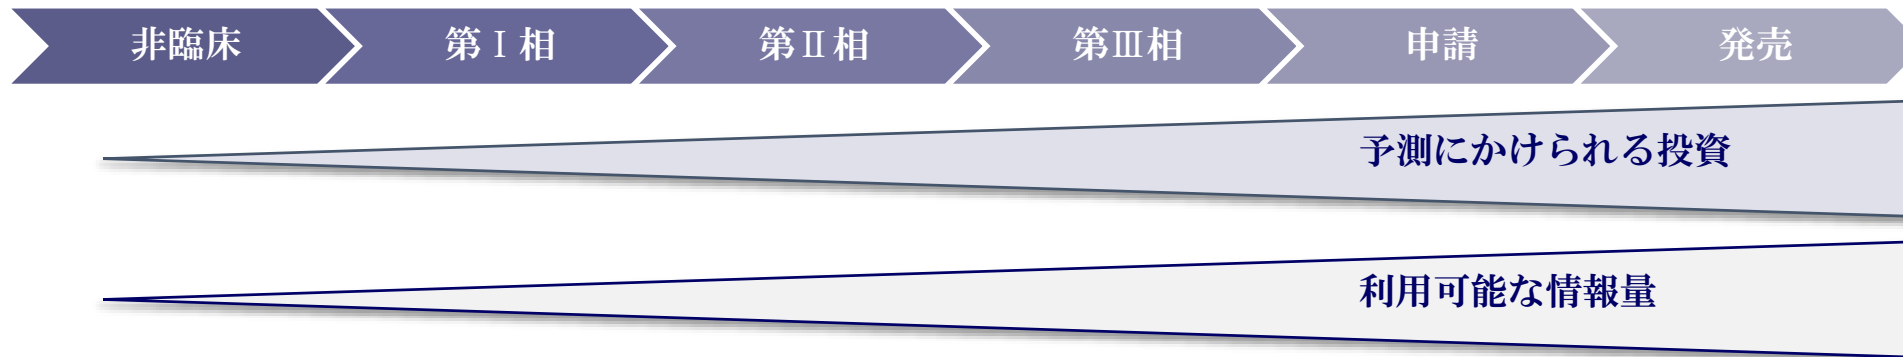 非臨床 第Ⅰ相 第Ⅱ相 第Ⅲ相 申請 発売
予測にかけられる投資
利用可能な情報量